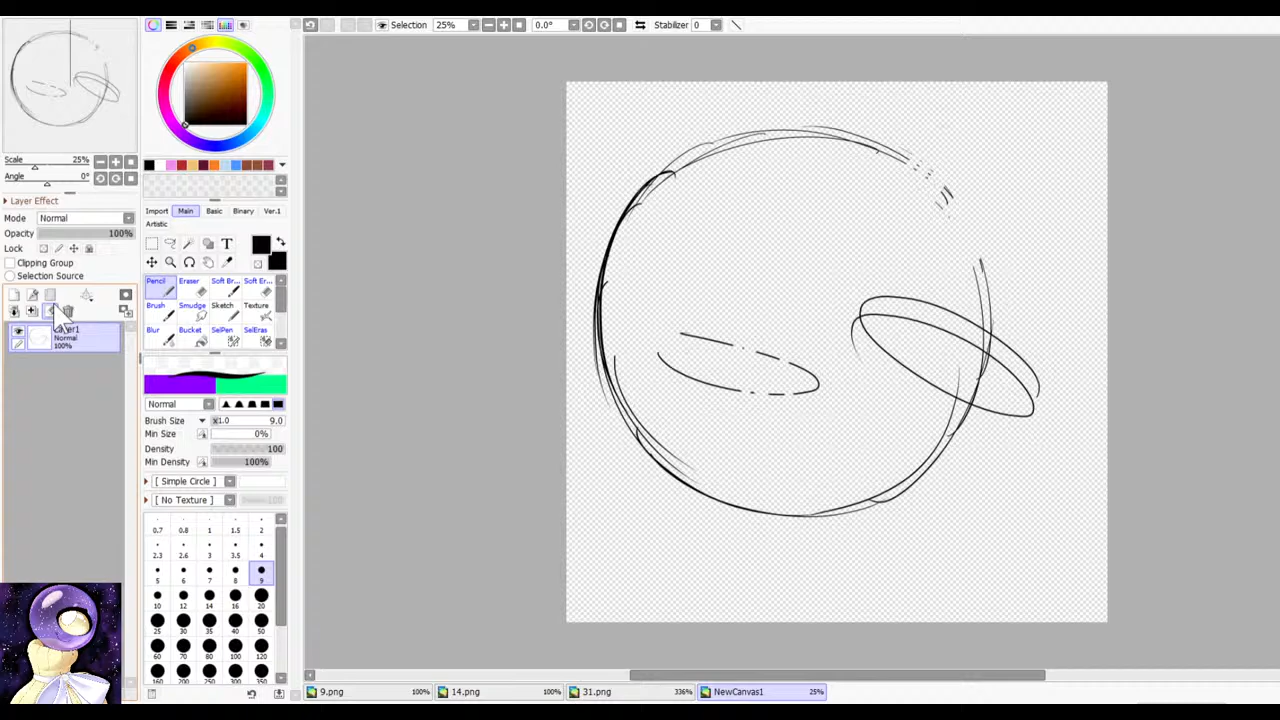 Selection 25% 0.0° Stabilizer 0
Scale 25%
Angle 0°
Layer Effect
Mode Normal
Opacity 100%
Lock
Clipping Group
Selection Source
Layer1
Normal
100%
Import Main Basic Binary Ver.1
Artistic
T
Pencil Eraser Soft Br... Soft Er...
Brush Smudge Sketch Texture
Blur Bucket SelPen SelEras
Normal
Brush Size x1.0 9.0
Min Size 0%
Density 100
Min Density 100%
[ Simple Circle ]
[ No Texture ]
0.7 0.8 1 1.5 2
2.3 2.6 3 3.5 4
5 6 7 8 9
10 12 14 16 20
25 30 35 40 50
60 70 80 100 120
160 200 250 300 350
9.png 100% 14.png 100% 31.png 336% NewCanvas1 25%